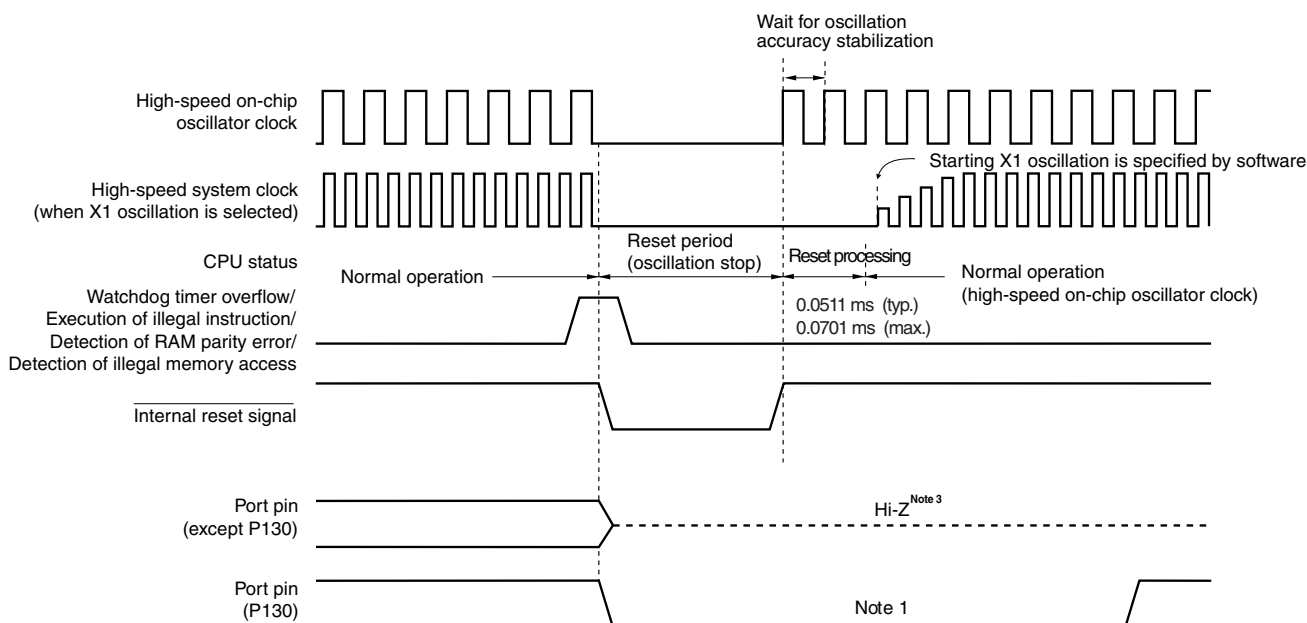 Wait for oscillation
accuracy stabilization
High-speed on-chip
oscillator clock
Starting X1 oscillation is specified by software
High-speed system clock
(when X1 oscillation is selected)
CPU status
Normal operation
Reset period
(oscillation stop)
Reset processing
Normal operation
(high-speed on-chip oscillator clock)
0.0511 ms (typ.)
0.0701 ms (max.)
Watchdog timer overflow/
Execution of illegal instruction/
Detection of RAM parity error/
Detection of illegal memory access
Internal reset signal
Port pin
(except P130)
Hi-Z Note 3
Port pin
(P130)
Note 1